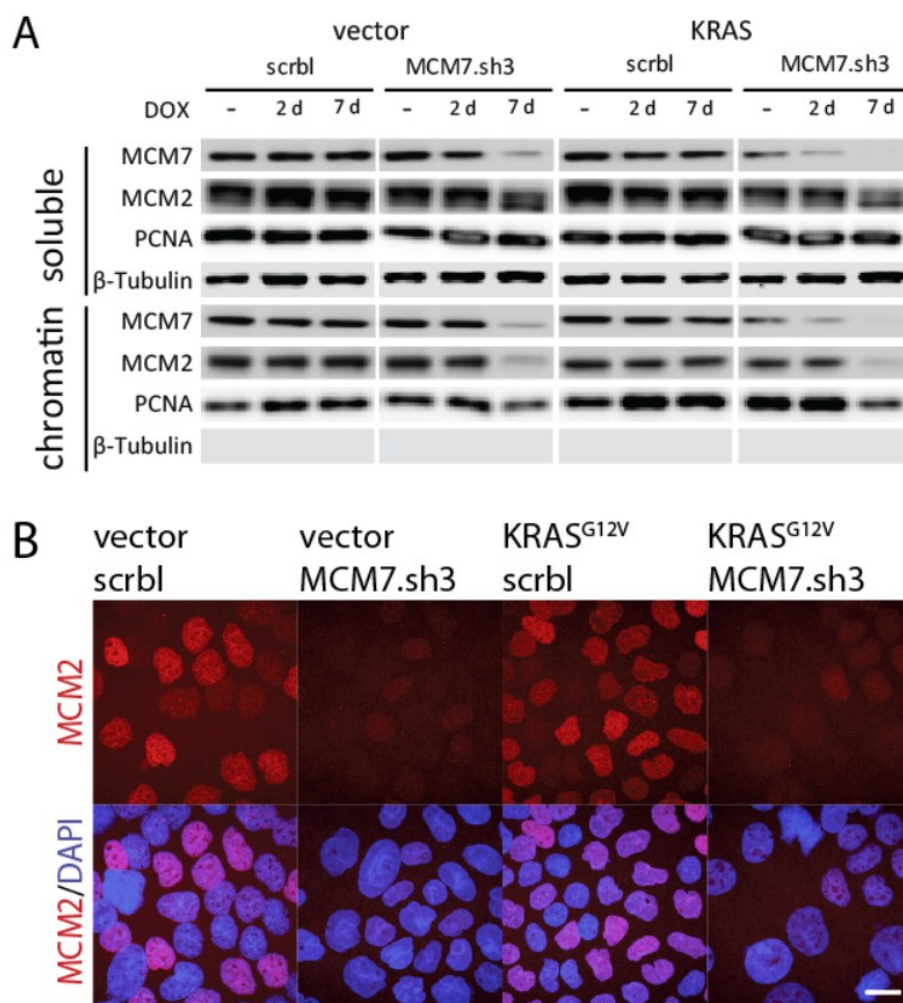 A
vector KRAS
scrbl MCM7.sh3 scrbl MCM7.sh3
DOX – 2 d 7 d – 2 d 7 d – 2 d 7 d – 2 d 7 d
soluble
MCM7
MCM2
PCNA
β-Tubulin
chromatin
MCM7
MCM2
PCNA
β-Tubulin
B
vector vector KRASG12V KRASG12V
scrbl MCM7.sh3 scrbl MCM7.sh3
MCM2
MCM2/DAPI